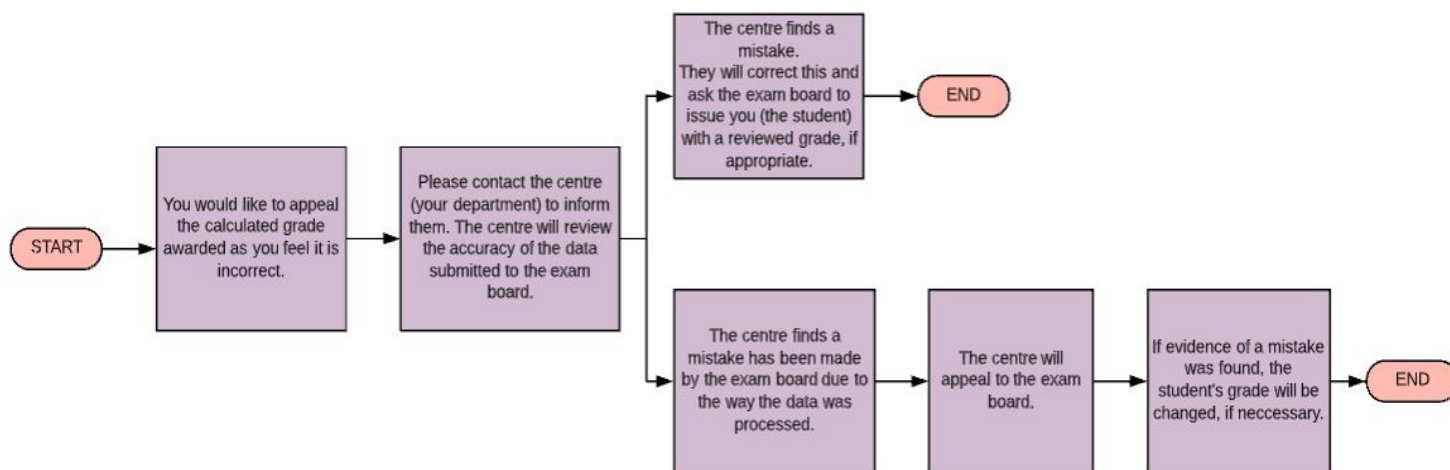 START
You would like to appeal
the calculated grade
awarded as you feel it is
incorrect.
Please contact the centre
(your department) to inform
them. The centre will review
the accuracy of the data
submitted to the exam
board.
The centre finds a
mistake.
They will correct this and
ask the exam board to
issue you (the student)
with a reviewed grade, if
appropriate.
END
The centre finds a
mistake has been made
by the exam board due to
the way the data was
processed.
The centre will
appeal to the exam
board.
If evidence of a mistake
was found, the
student's grade will be
changed, if neccessary.
END